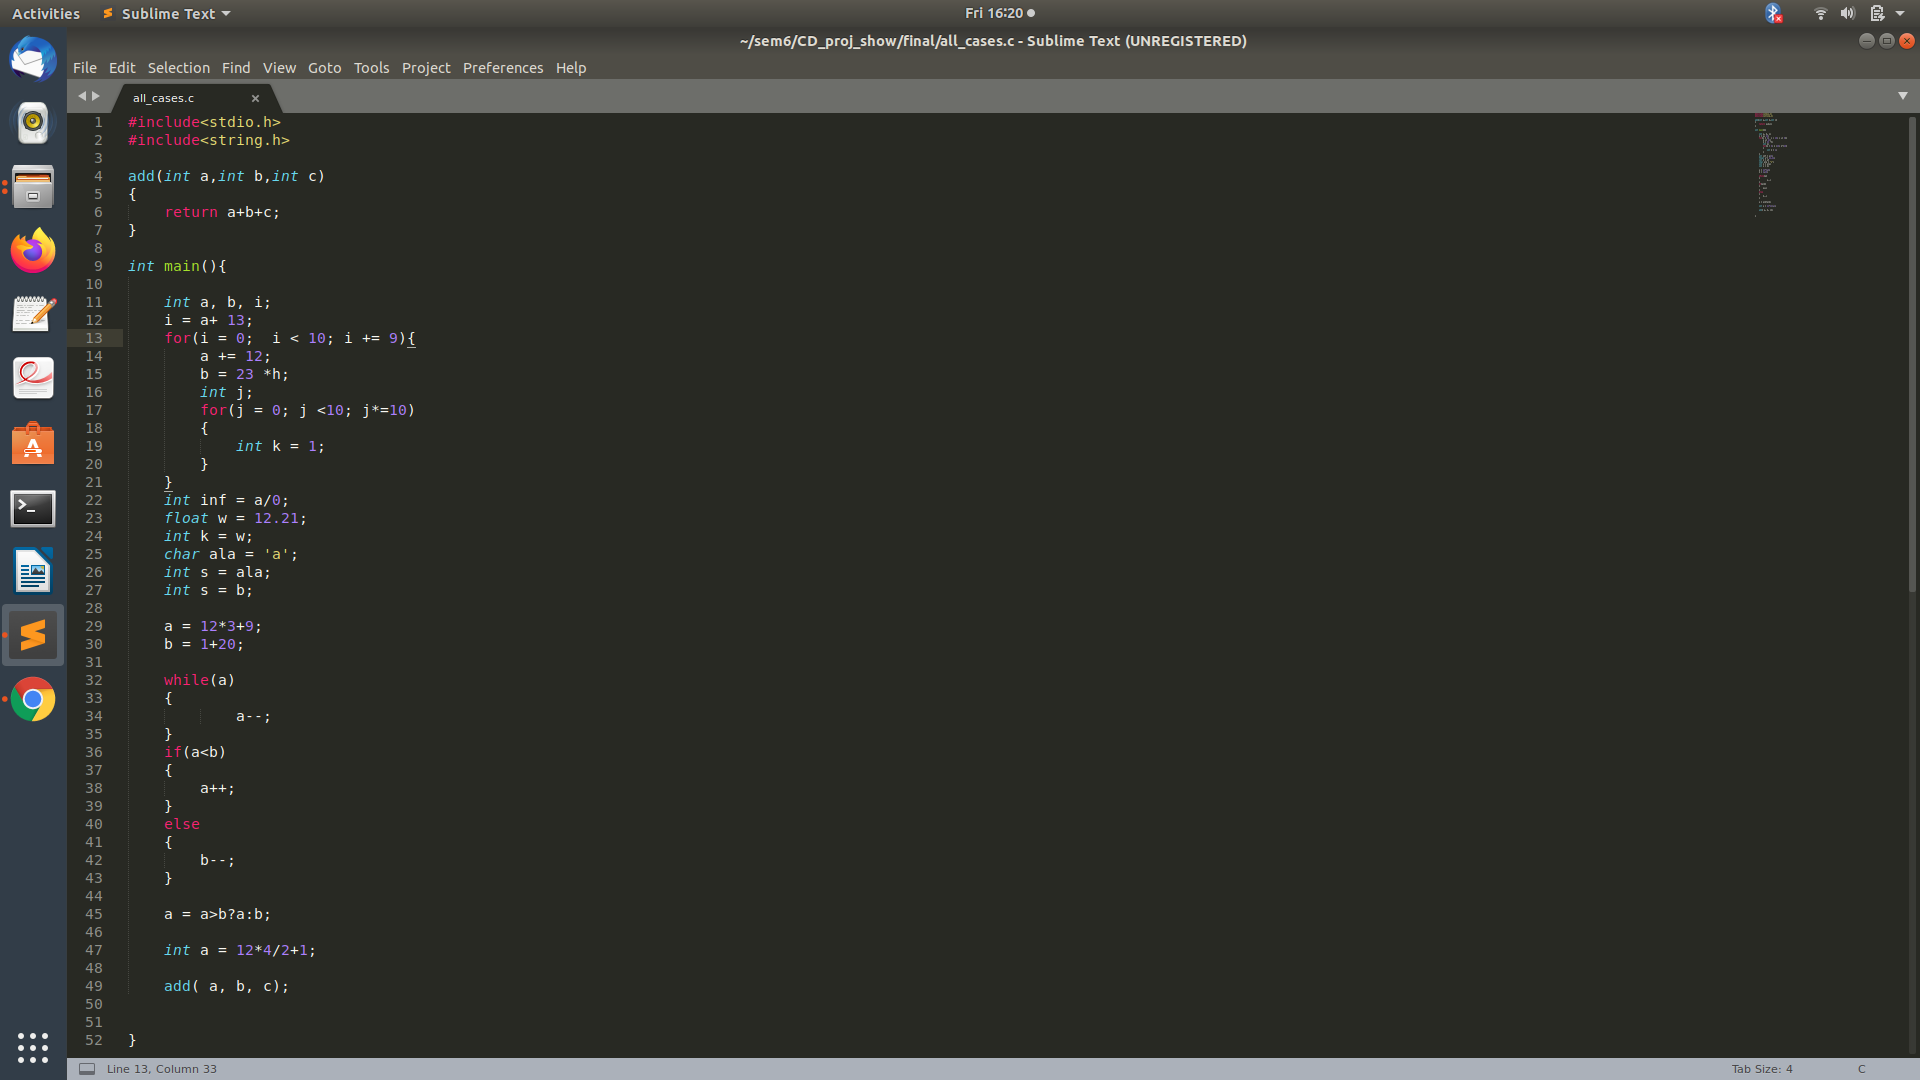 Activities Sublime Text Fri 16:20
~/sem6/CD_proj_show/final/all_cases.c - Sublime Text (UNREGISTERED)
File Edit Selection Find View Goto Tools Project Preferences Help
all_cases.c
1 #include<stdio.h>
2 #include<string.h>
3
4 add(int a,int b,int c)
5 {
6     return a+b+c;
7 }
8
9 int main(){
10
11     int a, b, i;
12     i = a+ 13;
13     for(i = 0;  i < 10; i += 9){
14         a += 12;
15         b = 23 *h;
16         int j;
17         for(j = 0; j <10; j*=10)
18         {
19             int k = 1;
20         }
21     }
22     int inf = a/0;
23     float w = 12.21;
24     int k = w;
25     char ala = 'a';
26     int s = ala;
27     int s = b;
28
29     a = 12*3+9;
30     b = 1+20;
31
32     while(a)
33     {
34             a--;
35     }
36     if(a<b)
37     {
38         a++;
39     }
40     else
41     {
42         b--;
43     }
44
45     a = a>b?a:b;
46
47     int a = 12*4/2+1;
48
49     add( a, b, c);
50
51
52 }
Line 13, Column 33 Tab Size: 4 C